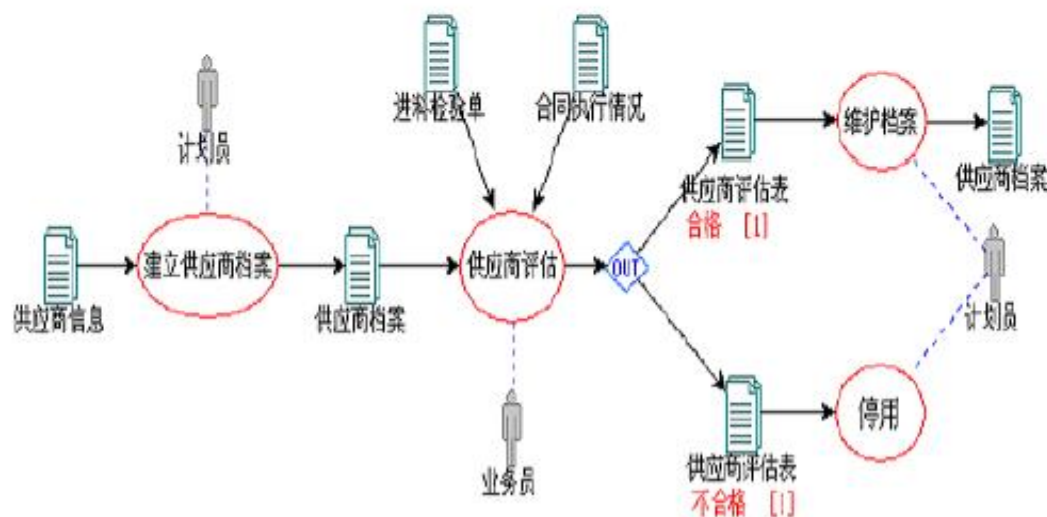 进料检验单
合同执行情况
计划员
维护档案
供应商评估表
合格 [1]
供应商档案
建立供应商档案
供应商评估
OUT
供应商信息
供应商档案
计划员
停用
供应商评估表
不合格 [1]
业务员